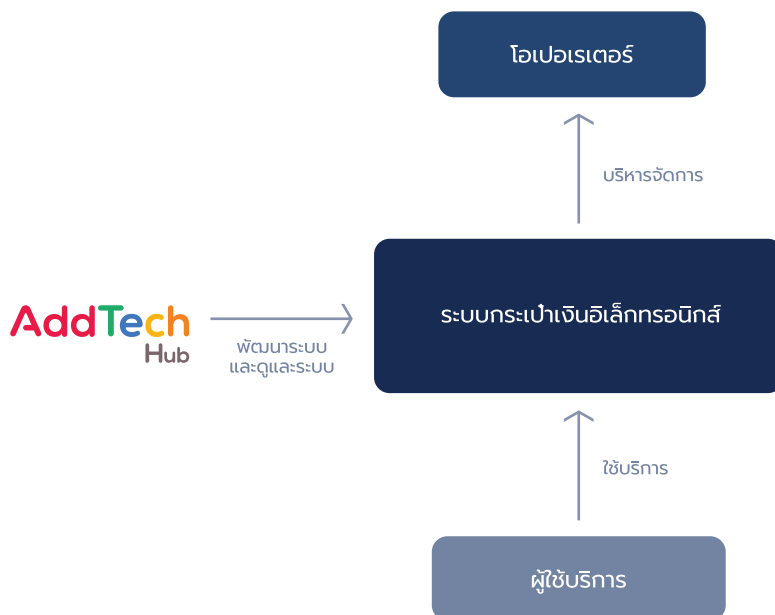 โอเปอเรเตอร์
บริหารจัดการ
ระบบกระเป๋าเงินอิเล็กทรอนิกส์
AddTech
Hub
พัฒนาระบบ
และดูและระบบ
ใช้บริการ
ผู้ใช้บริการ